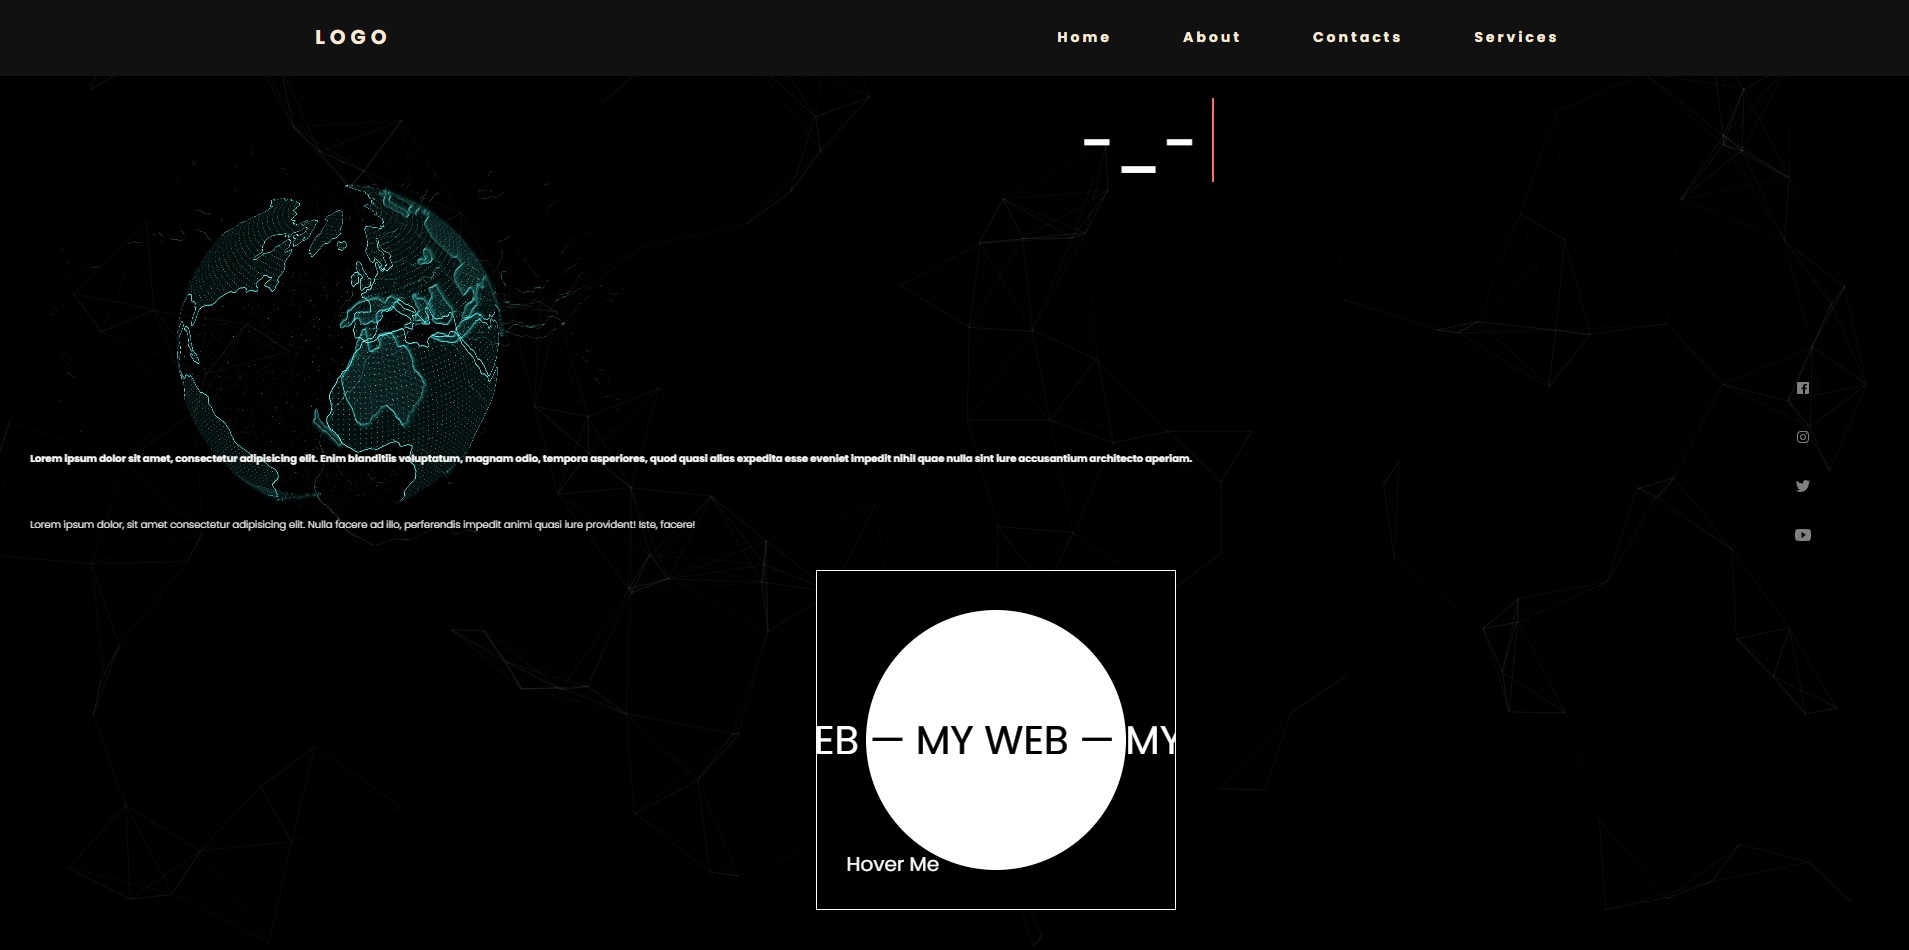 LOGO
Home About Contacts Services
-_-
Lorem ipsum dolor sit amet, consectetur adipisicing elit. Enim blanditiis voluptatum, magnam odio, tempora asperiores, quod quasi alias expedita esse eveniet impedit nihil quae nulla sint iure accusantium architecto aperiam.
Lorem ipsum dolor, sit amet consectetur adipisicing elit. Nulla facere ad illo, perferendis impedit animi quasi iure provident! Iste, facere!
EB — MY WEB — MY
Hover Me